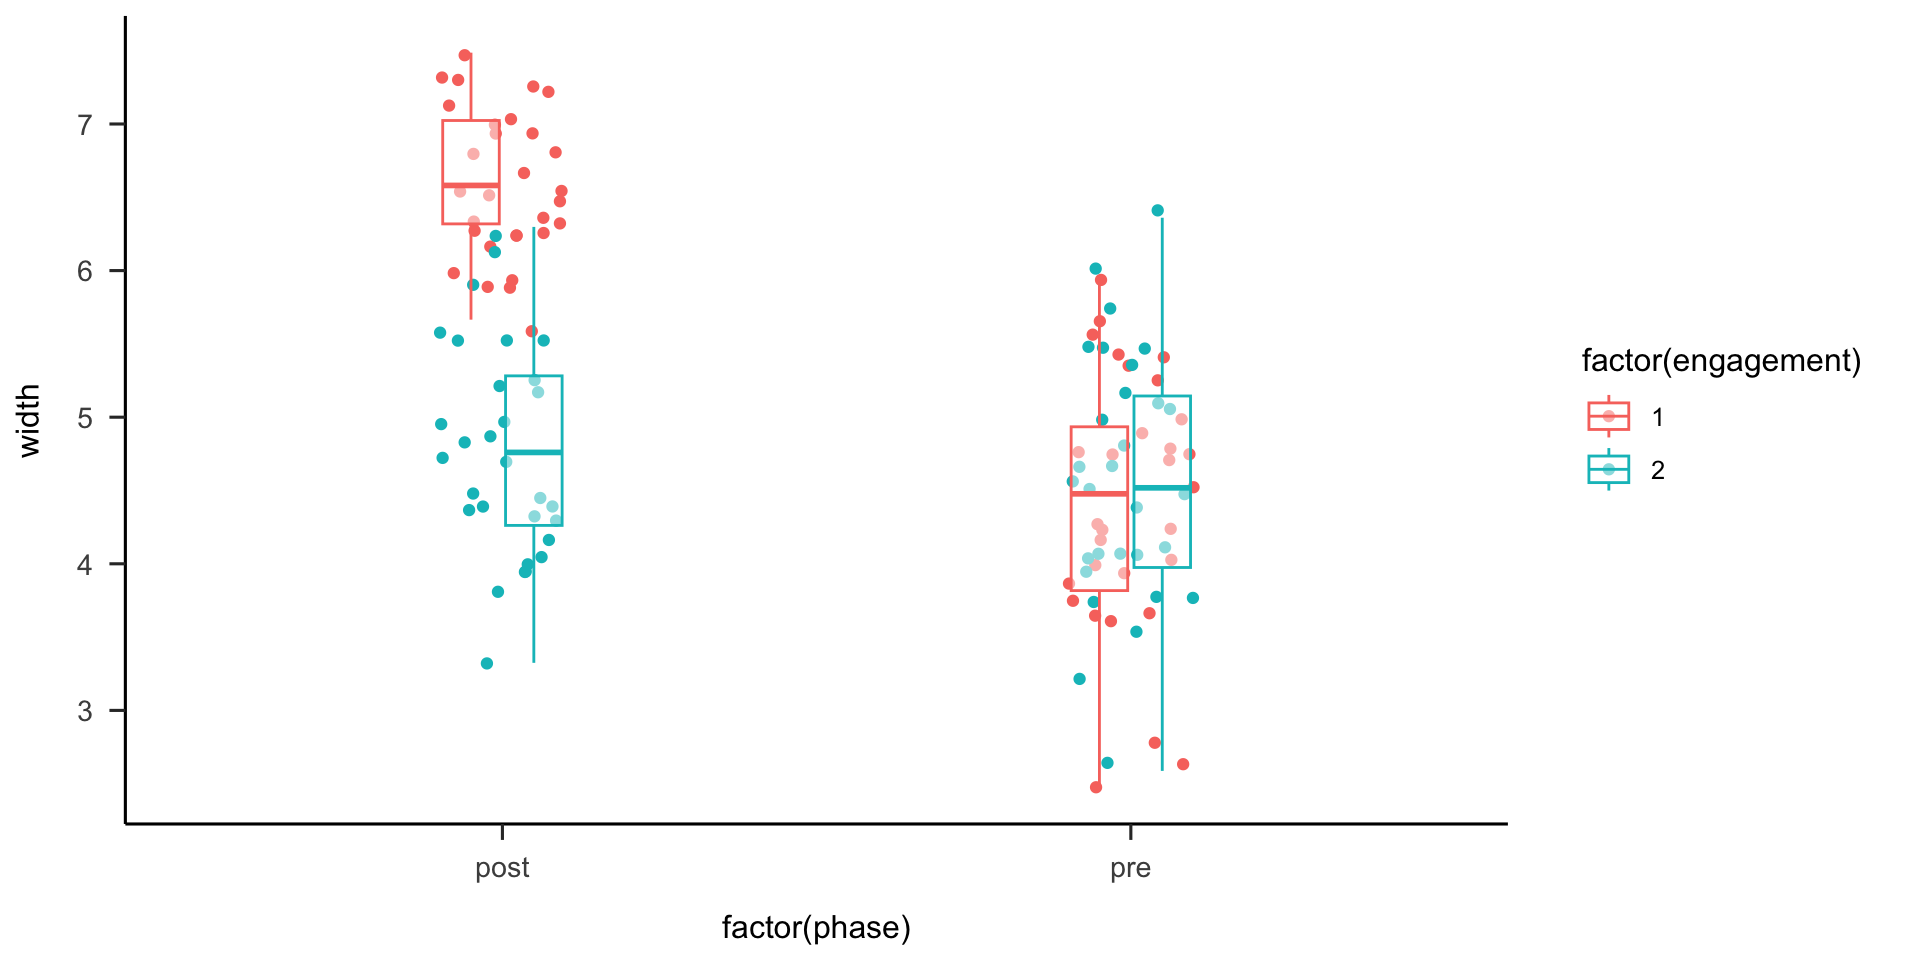 7
6
5
4
3
width
post
pre
factor(phase)
factor(engagement)
1
2